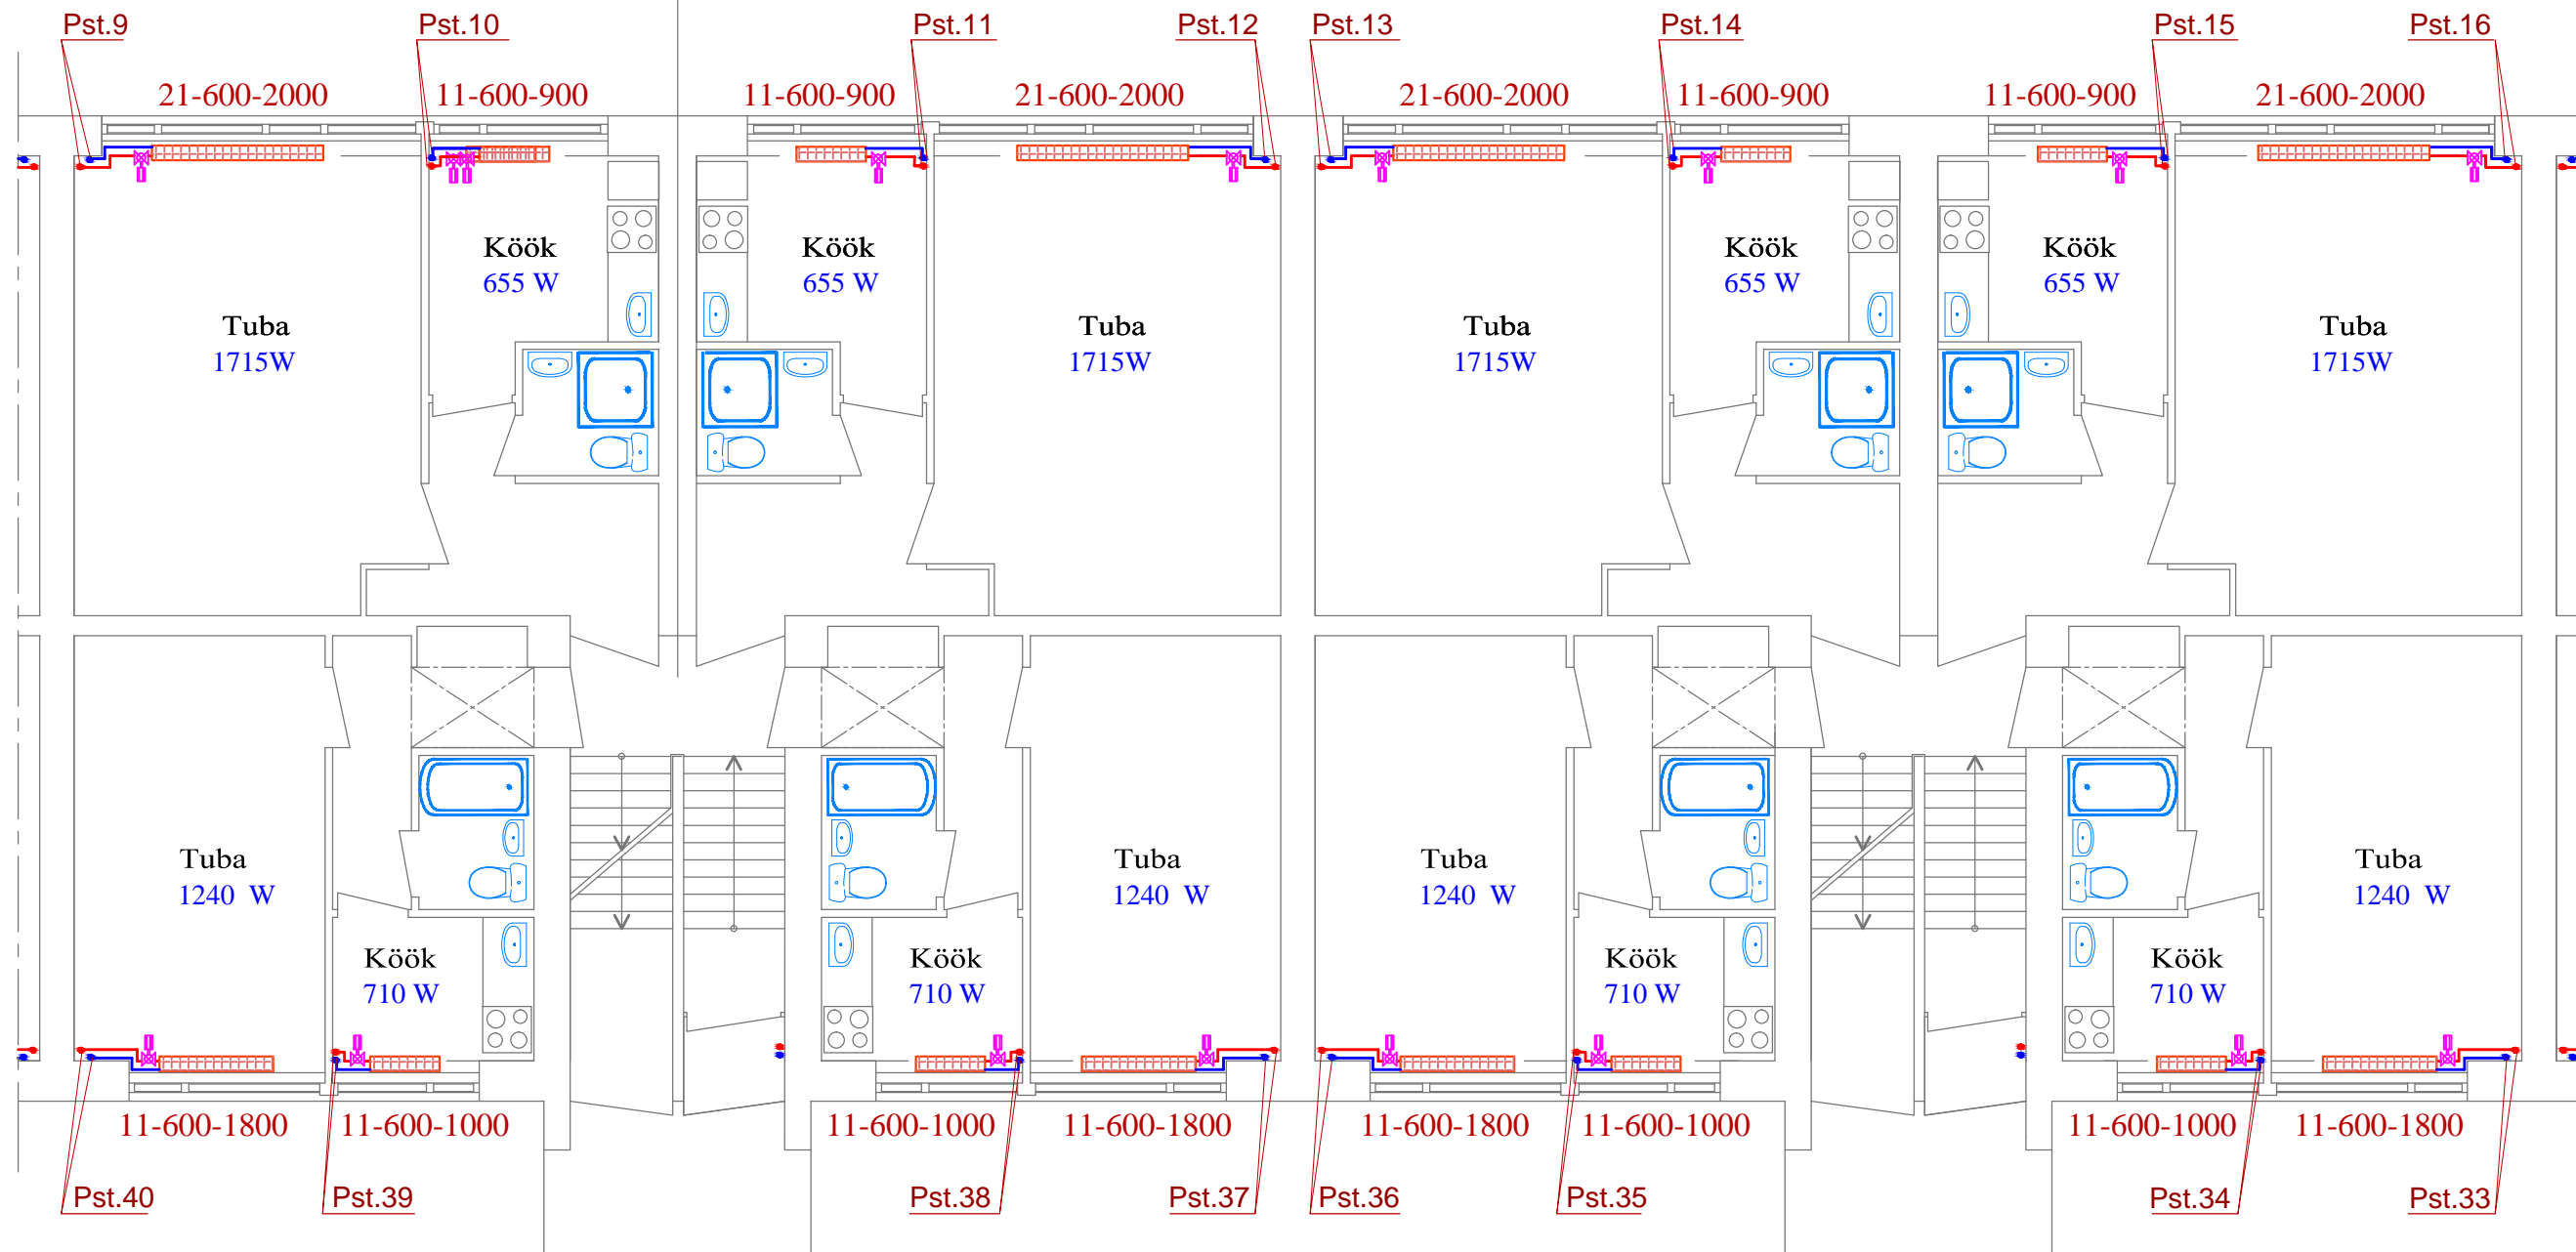 Pst.9 Pst.10 Pst.11 Pst.12 Pst.13 Pst.14 Pst.15 Pst.16
21-600-2000 11-600-900 11-600-900 21-600-2000 21-600-2000 11-600-900 11-600-900 21-600-2000
Köök Köök Köök Köök
655 W 655 W 655 W 655 W
Tuba Tuba Tuba Tuba
1715W 1715W 1715W 1715W
Tuba Tuba Tuba Tuba
1240 W 1240 W 1240 W 1240 W
Köök Köök Köök Köök
710 W 710 W 710 W 710 W
11-600-1800 11-600-1000 11-600-1000 11-600-1800 11-600-1800 11-600-1000 11-600-1000 11-600-1800
Pst.40 Pst.39 Pst.38 Pst.37 Pst.36 Pst.35 Pst.34 Pst.33